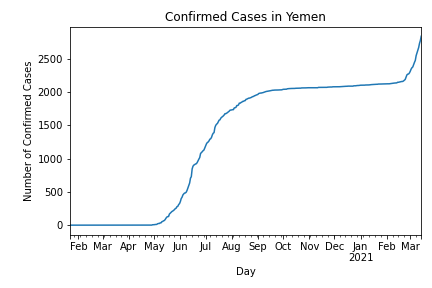 Confirmed Cases in Yemen
Number of Confirmed Cases
2500
2000
1500
1000
500
0
Feb Mar Apr May Jun Jul Aug Sep Oct Nov Dec Jan Feb Mar
2021
Day